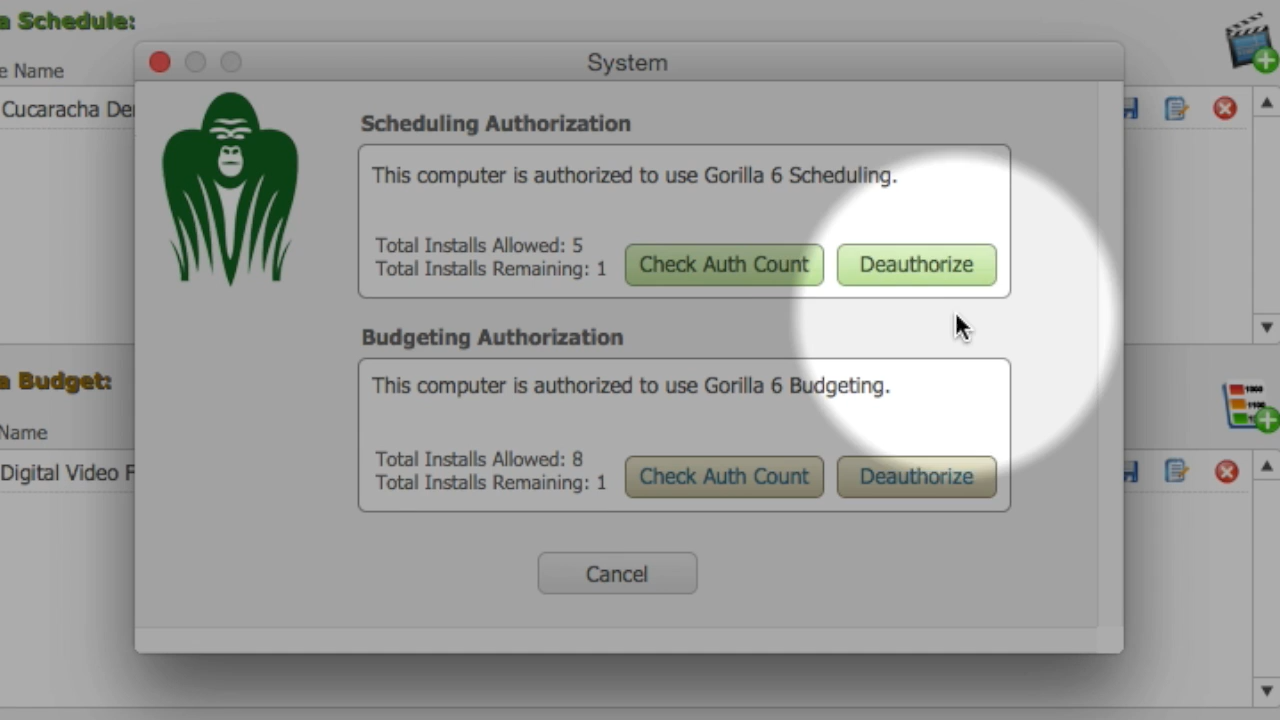 a Schedule:
System
e Name
Cucaracha De
Scheduling Authorization
This computer is authorized to use Gorilla 6 Scheduling.
Total Installs Allowed: 5
Total Installs Remaining: 1
Check Auth Count
Deauthorize
Budgeting Authorization
a Budget:
This computer is authorized to use Gorilla 6 Budgeting.
Name
Digital Video F
Total Installs Allowed: 8
Total Installs Remaining: 1
Check Auth Count
Deauthorize
Cancel
1000
1100